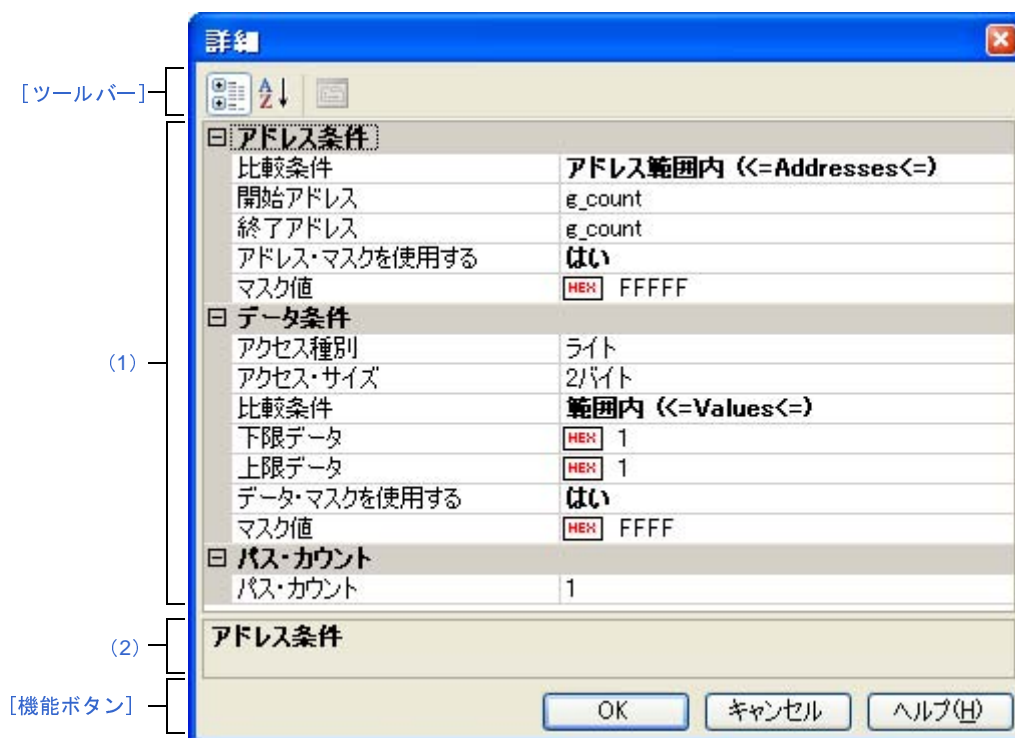 詳細
[ツールバー]
アドレス条件
比較条件 アドレス範囲内 (<=Addresses<=)
開始アドレス g_count
終了アドレス g_count
アドレス・マスクを使用する はい
マスク値 HEX FFFFF
データ条件
(1)
アクセス種別 ライト
アクセス・サイズ 2バイト
比較条件 範囲内 (<=Values<=)
下限データ HEX 1
上限データ HEX 1
データ・マスクを使用する はい
マスク値 HEX FFFF
パス・カウント
パス・カウント 1
(2)
アドレス条件
[機能ボタン]
OK キャンセル ヘルプ(H)